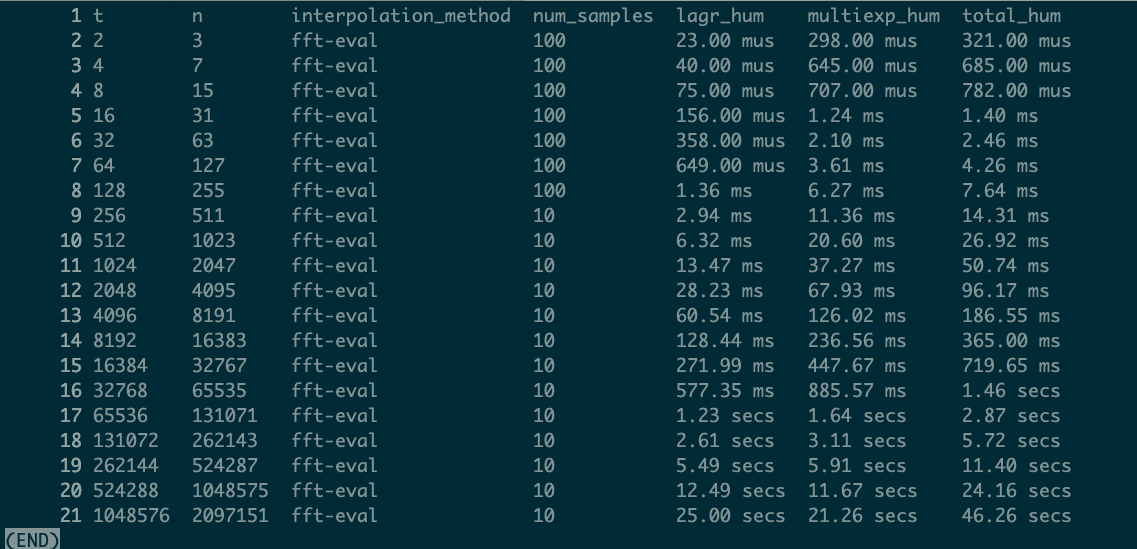 1 t n interpolation_method num_samples lagr_hum multiexp_hum total_hum
2 2 3 fft-eval 100 23.00 mus 298.00 mus 321.00 mus
3 4 7 fft-eval 100 40.00 mus 645.00 mus 685.00 mus
4 8 15 fft-eval 100 75.00 mus 707.00 mus 782.00 mus
5 16 31 fft-eval 100 156.00 mus 1.24 ms 1.40 ms
6 32 63 fft-eval 100 358.00 mus 2.10 ms 2.46 ms
7 64 127 fft-eval 100 649.00 mus 3.61 ms 4.26 ms
8 128 255 fft-eval 100 1.36 ms 6.27 ms 7.64 ms
9 256 511 fft-eval 10 2.94 ms 11.36 ms 14.31 ms
10 512 1023 fft-eval 10 6.32 ms 20.60 ms 26.92 ms
11 1024 2047 fft-eval 10 13.47 ms 37.27 ms 50.74 ms
12 2048 4095 fft-eval 10 28.23 ms 67.93 ms 96.17 ms
13 4096 8191 fft-eval 10 60.54 ms 126.02 ms 186.55 ms
14 8192 16383 fft-eval 10 128.44 ms 236.56 ms 365.00 ms
15 16384 32767 fft-eval 10 271.99 ms 447.67 ms 719.65 ms
16 32768 65535 fft-eval 10 577.35 ms 885.57 ms 1.46 secs
17 65536 131071 fft-eval 10 1.23 secs 1.64 secs 2.87 secs
18 131072 262143 fft-eval 10 2.61 secs 3.11 secs 5.72 secs
19 262144 524287 fft-eval 10 5.49 secs 5.91 secs 11.40 secs
20 524288 1048575 fft-eval 10 12.49 secs 11.67 secs 24.16 secs
21 1048576 2097151 fft-eval 10 25.00 secs 21.26 secs 46.26 secs
(END)